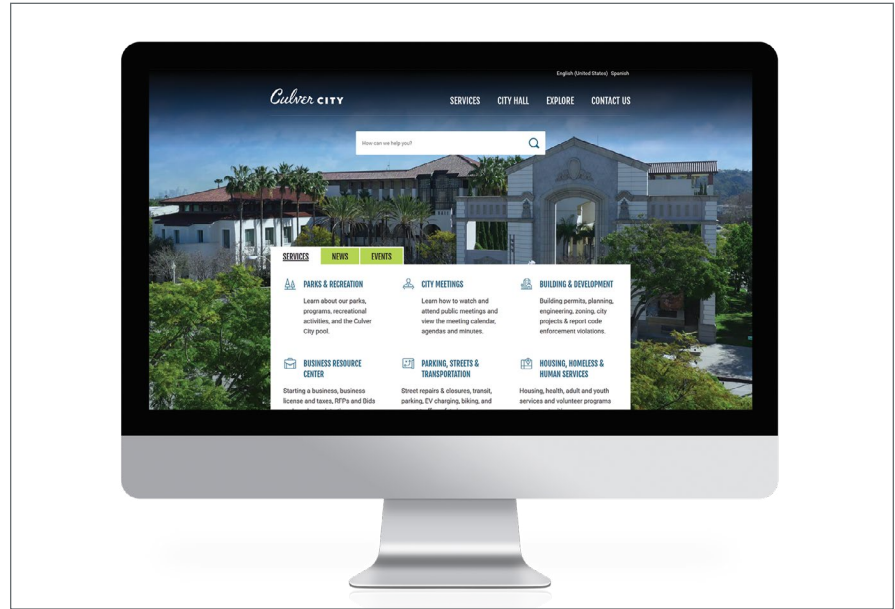 English (United States) Spanish
Culver CITY
SERVICES CITY HALL EXPLORE CONTACT US
How can we help you?
SERVICES NEWS EVENTS
PARKS & RECREATION
Learn about our parks,
programs, recreational
activities, and the Culver
City pool.
CITY MEETINGS
Learn how to watch and
attend public meetings and
view the meeting calendar,
agendas and minutes.
BUILDING & DEVELOPMENT
Building permits, planning,
engineering, zoning, city
projects & report code
enforcement violations.
BUSINESS RESOURCE
CENTER
Starting a business, business
license and taxes, RFPs and Bids
PARKING, STREETS &
TRANSPORTATION
Street repairs & closures, transit,
parking, EV charging, biking, and
HOUSING, HOMELESS &
HUMAN SERVICES
Housing, health, adult and youth
services and volunteer programs